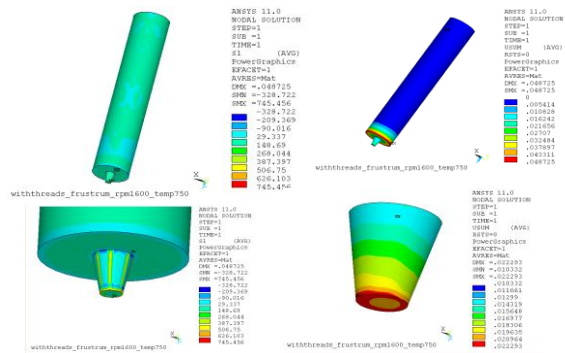 ANSYS 11.0
NODAL SOLUTION
STEP=1
SUB =1
TIME=1
S1 (AVG)
PowerGraphics
EFACET=1
AVRES=Mat
DMX =.048725
SMN =-328.722
SMX =745.456
-328.722
-209.369
-90.016
29.337
148.69
268.044
387.397
506.75
626.103
745.456
X
withthreads_frustrum_rpm1600_temp750
ANSYS 11.0
NODAL SOLUTION
STEP=1
SUB =1
TIME=1
USUM (AVG)
RSYS=0
PowerGraphics
EFACET=1
AVRES=Mat
DMX =.048725
SMX =.048725
0
.005414
.010828
.016242
.021656
.02707
.032484
.037897
.043311
.048725
X
withthreads_frustrum_rpm1600_temp750
ANSYS 11.0
NODAL SOLUTION
STEP=1
SUB =1
TIME=1
S1 (AVG)
PowerGraphics
EFACET=1
AVRES=Mat
DMX =.048725
SMN =-328.722
SMX =745.456
-328.722
-209.369
-90.016
29.337
148.69
268.044
387.397
506.75
626.103
745.456
X
withthreads_frustrum_rpm1600_temp750
ANSYS 11.0
NODAL SOLUTION
STEP=1
SUB =1
TIME=1
USUM (AVG)
RSYS=0
PowerGraphics
EFACET=1
AVRES=Mat
DMX =.022293
SMN =.010332
SMX =.022293
.010332
.011661
.01299
.014319
.015648
.016977
.018306
.019635
.020964
.022293
withthreads_frustrum_rpm1600_temp750